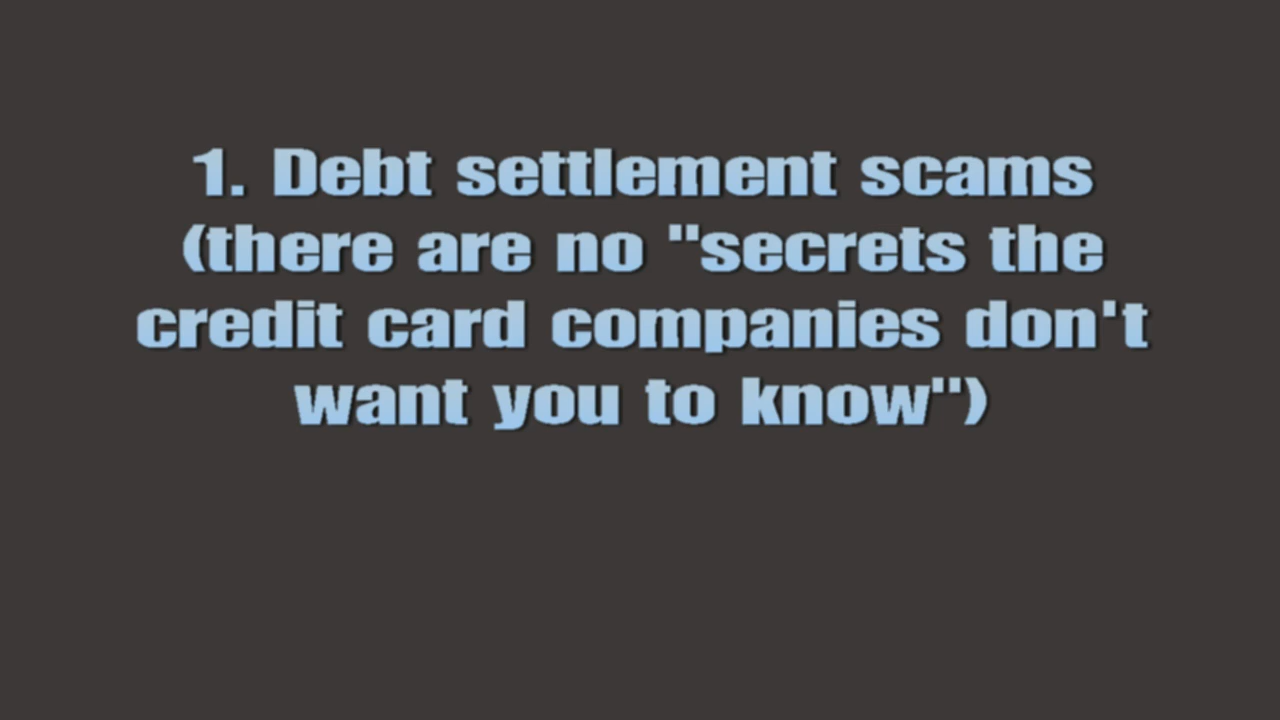 1. Debt settlement scams
(there are no "secrets the
credit card companies don't
want you to know")